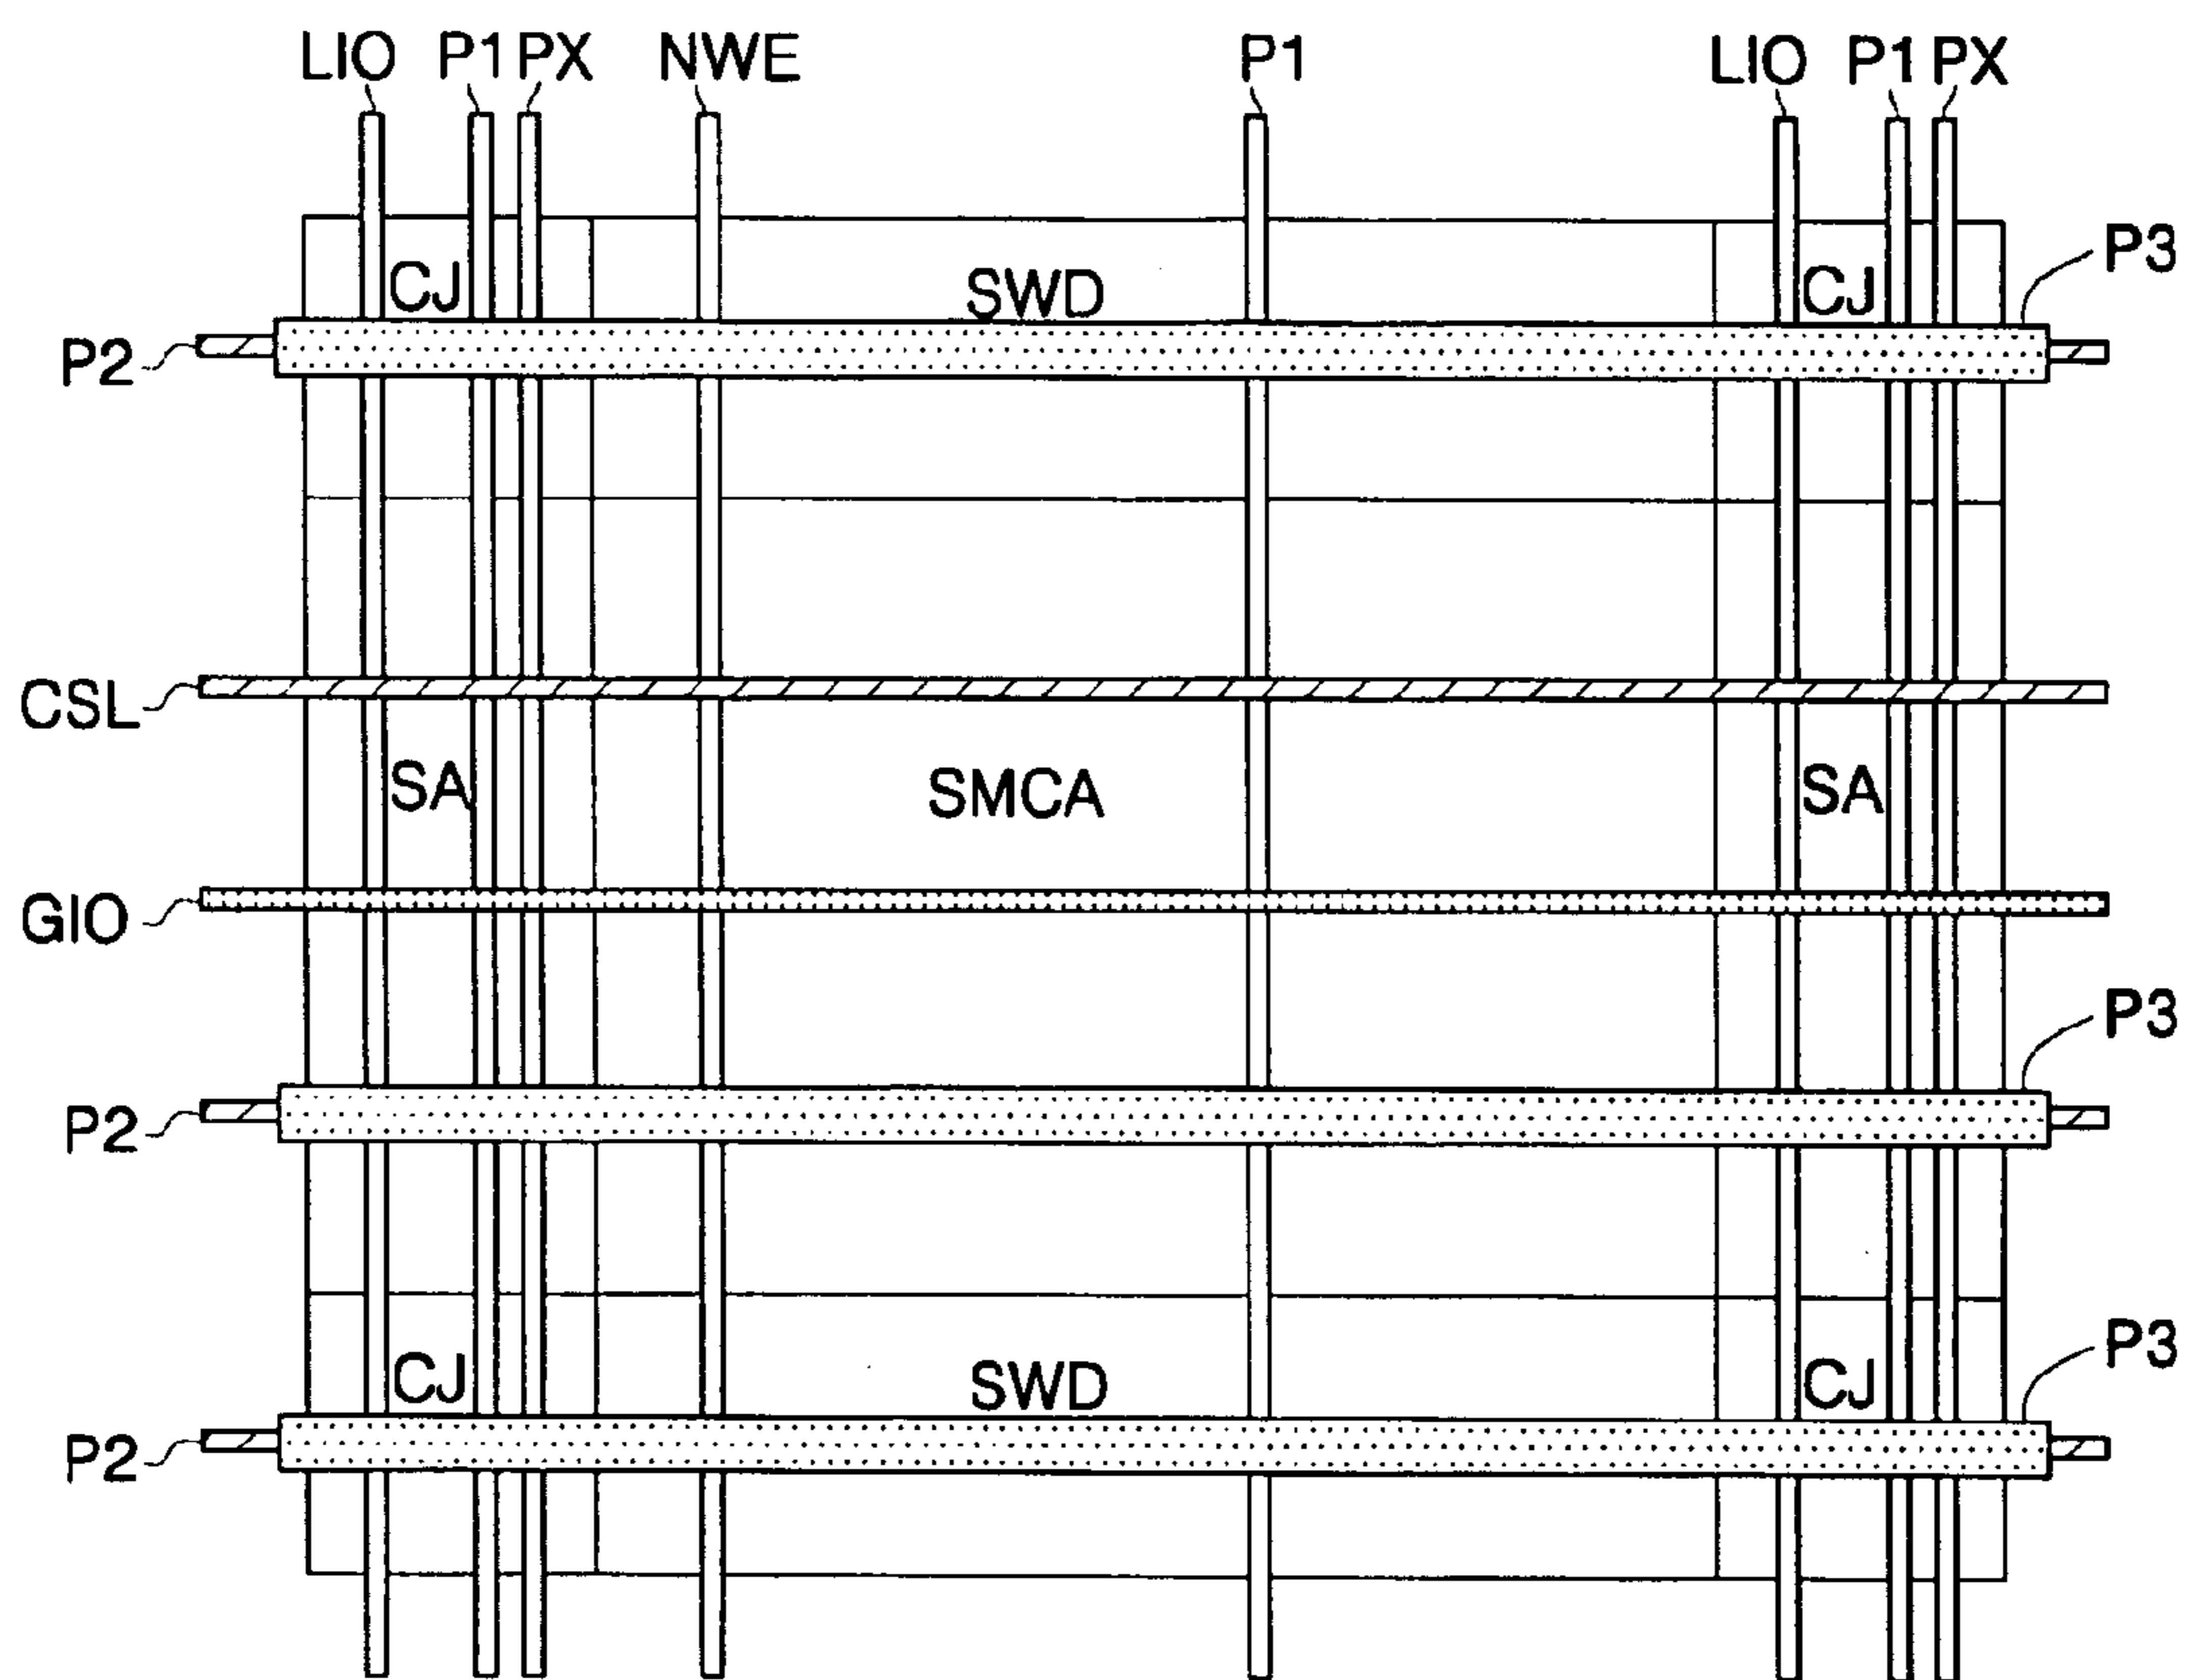 LIO P1 PX NWE P1 LIO P1 PX
P3
CJ SWD CJ
P2
CSL
SA SMCA SA
GIO
P3
P2
P3
CJ SWD CJ
P2